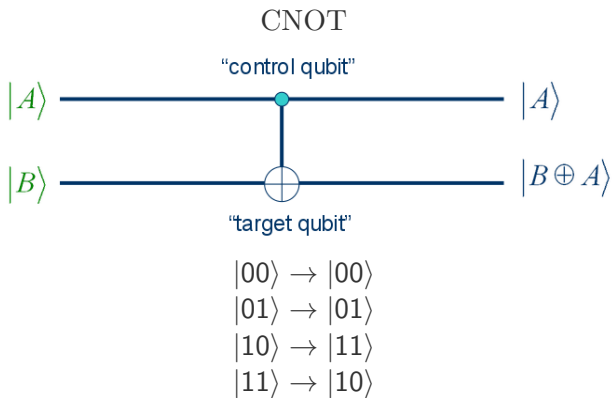 CNOT
“control qubit”
|A⟩
|A⟩
|B⟩
|B ⊕ A⟩
“target qubit”
|00⟩ → |00⟩
|01⟩ → |01⟩
|10⟩ → |11⟩
|11⟩ → |10⟩